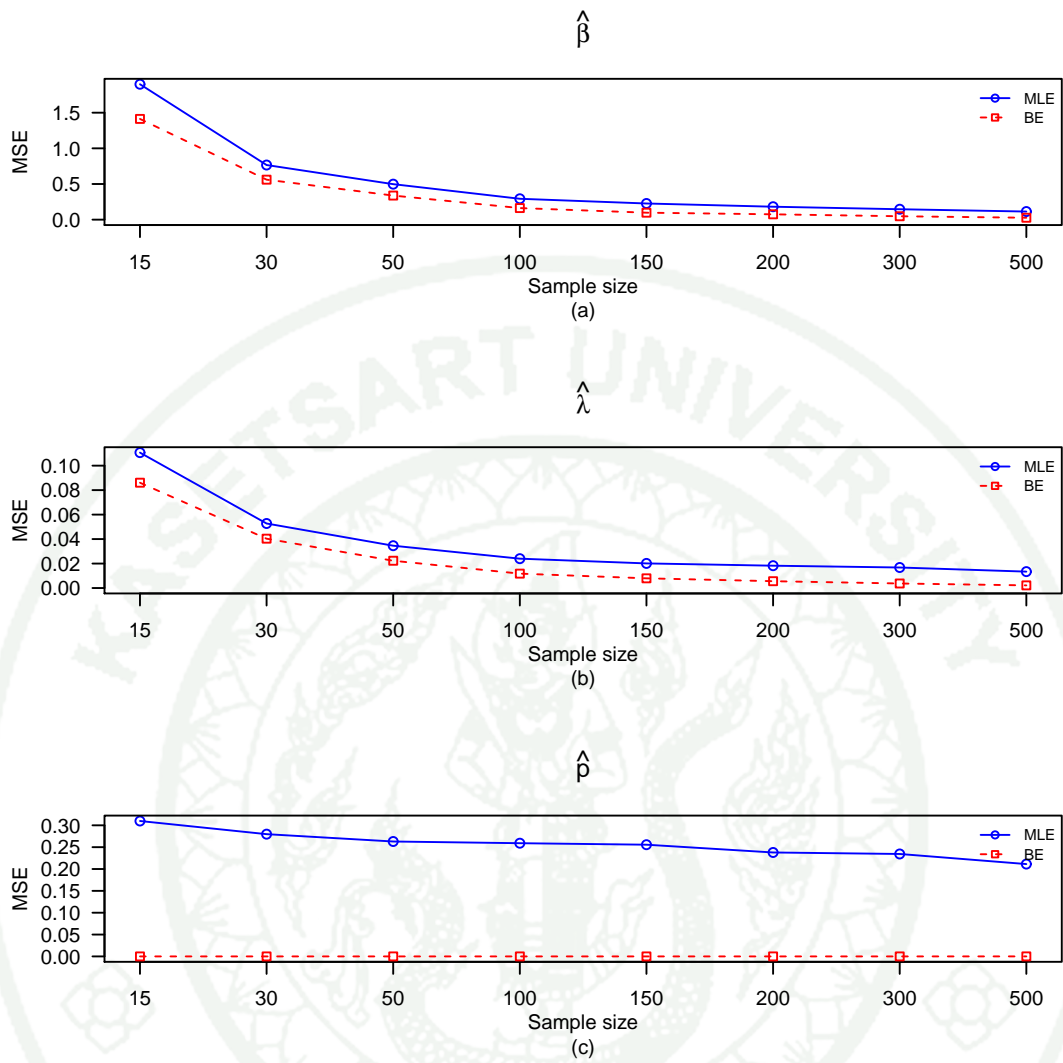 β̂
MSE
1.5
1.0
0.5
0.0
MLE
BE
15 30 50 100 150 200 300 500
Sample size
(a)
KASETSART UNIVERSITY
λ̂
MSE
0.10
0.08
0.06
0.04
0.02
0.00
MLE
BE
15 30 50 100 150 200 300 500
Sample size
(b)
p̂
MSE
0.30
0.25
0.20
0.15
0.10
0.05
0.00
MLE
BE
15 30 50 100 150 200 300 500
Sample size
(c)